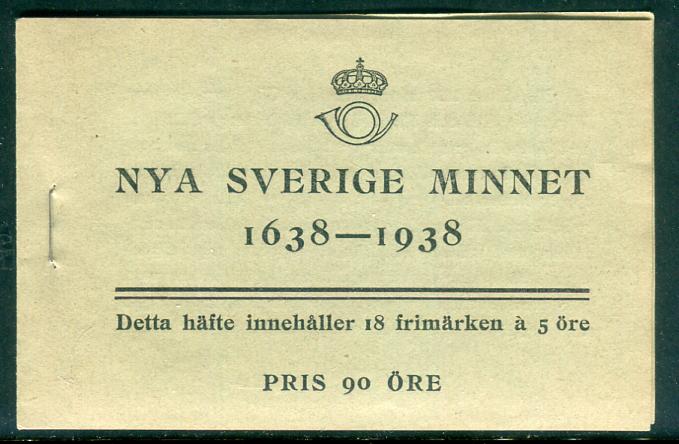 NYA SVERIGE MINNET
1638—1938
Detta häfte innehåller 18 frimärken à 5 öre
PRIS 90 ÖRE